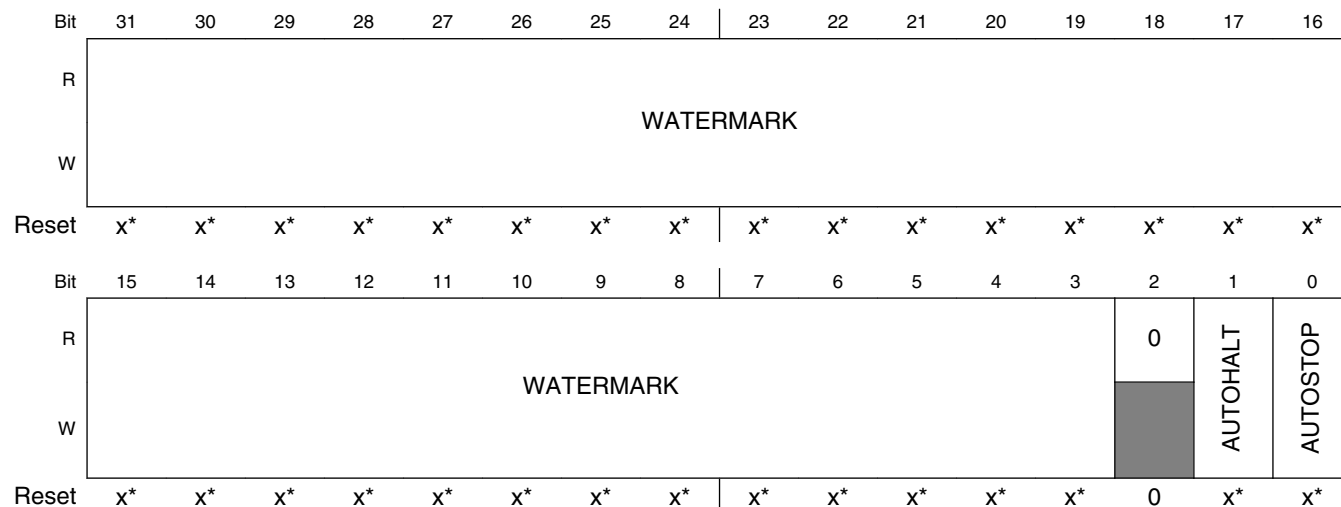 Bit 31 30 29 28 27 26 25 24 23 22 21 20 19 18 17 16
R
WATERMARK
W
Reset x* x* x* x* x* x* x* x* x* x* x* x* x* x* x* x*
Bit 15 14 13 12 11 10 9 8 7 6 5 4 3 2 1 0
R 0
WATERMARK AUTOHALT AUTOSTOP
W
Reset x* x* x* x* x* x* x* x* x* x* x* x* x* 0 x* x*